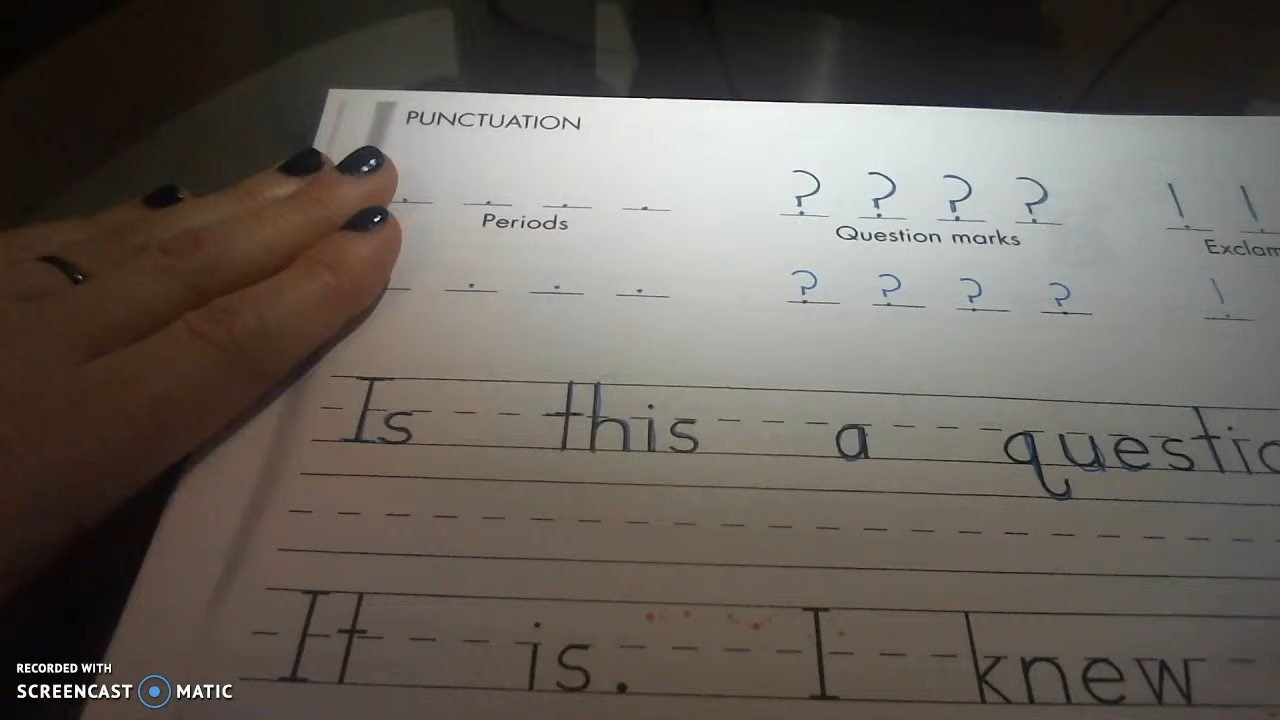 PUNCTUATION
. . . . ? ? ? ? ! !
Periods Question marks
. . . ? ? ? ? !
Is this a
It is. I knew
RECORDED WITH
SCREENCAST MATIC